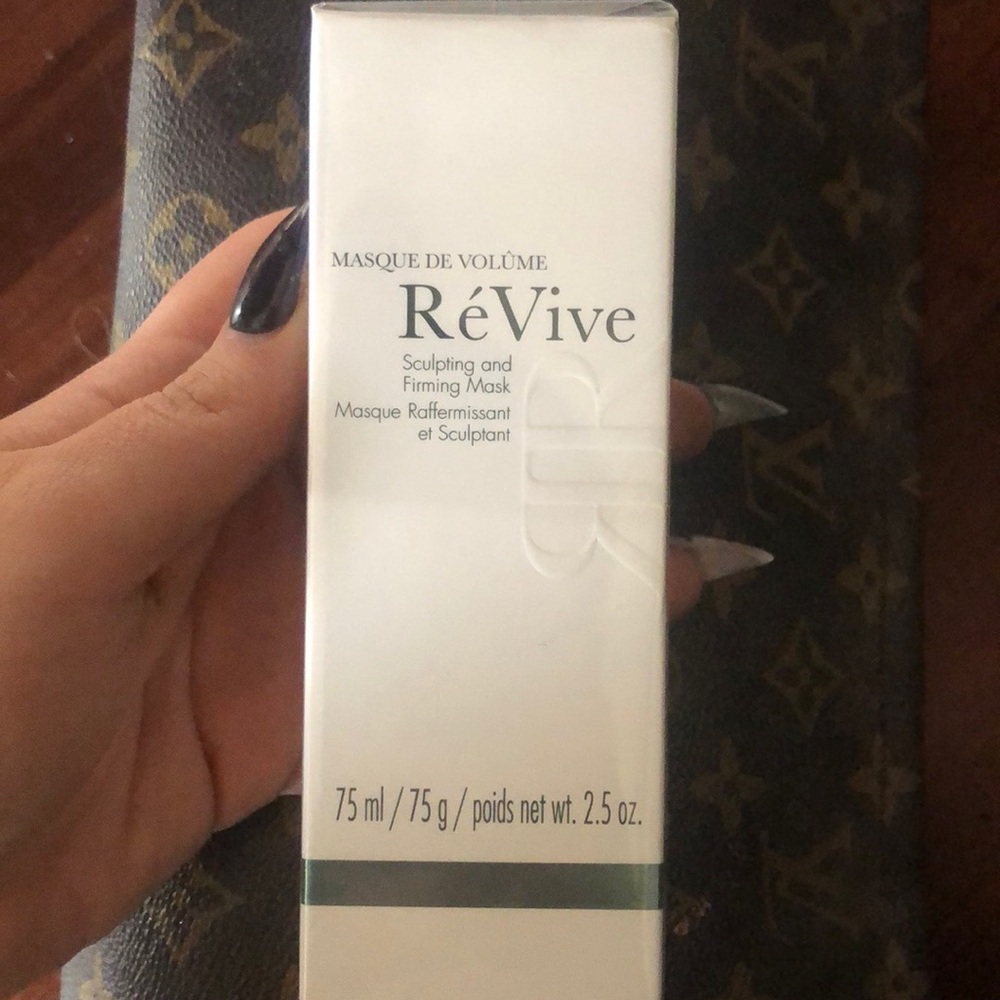 MASQUE DE VOLÛME
RéVive
Sculpting and
Firming Mask
Masque Raffermissant
et Sculptant
75 ml / 75 g / poids net wt. 2.5 oz.